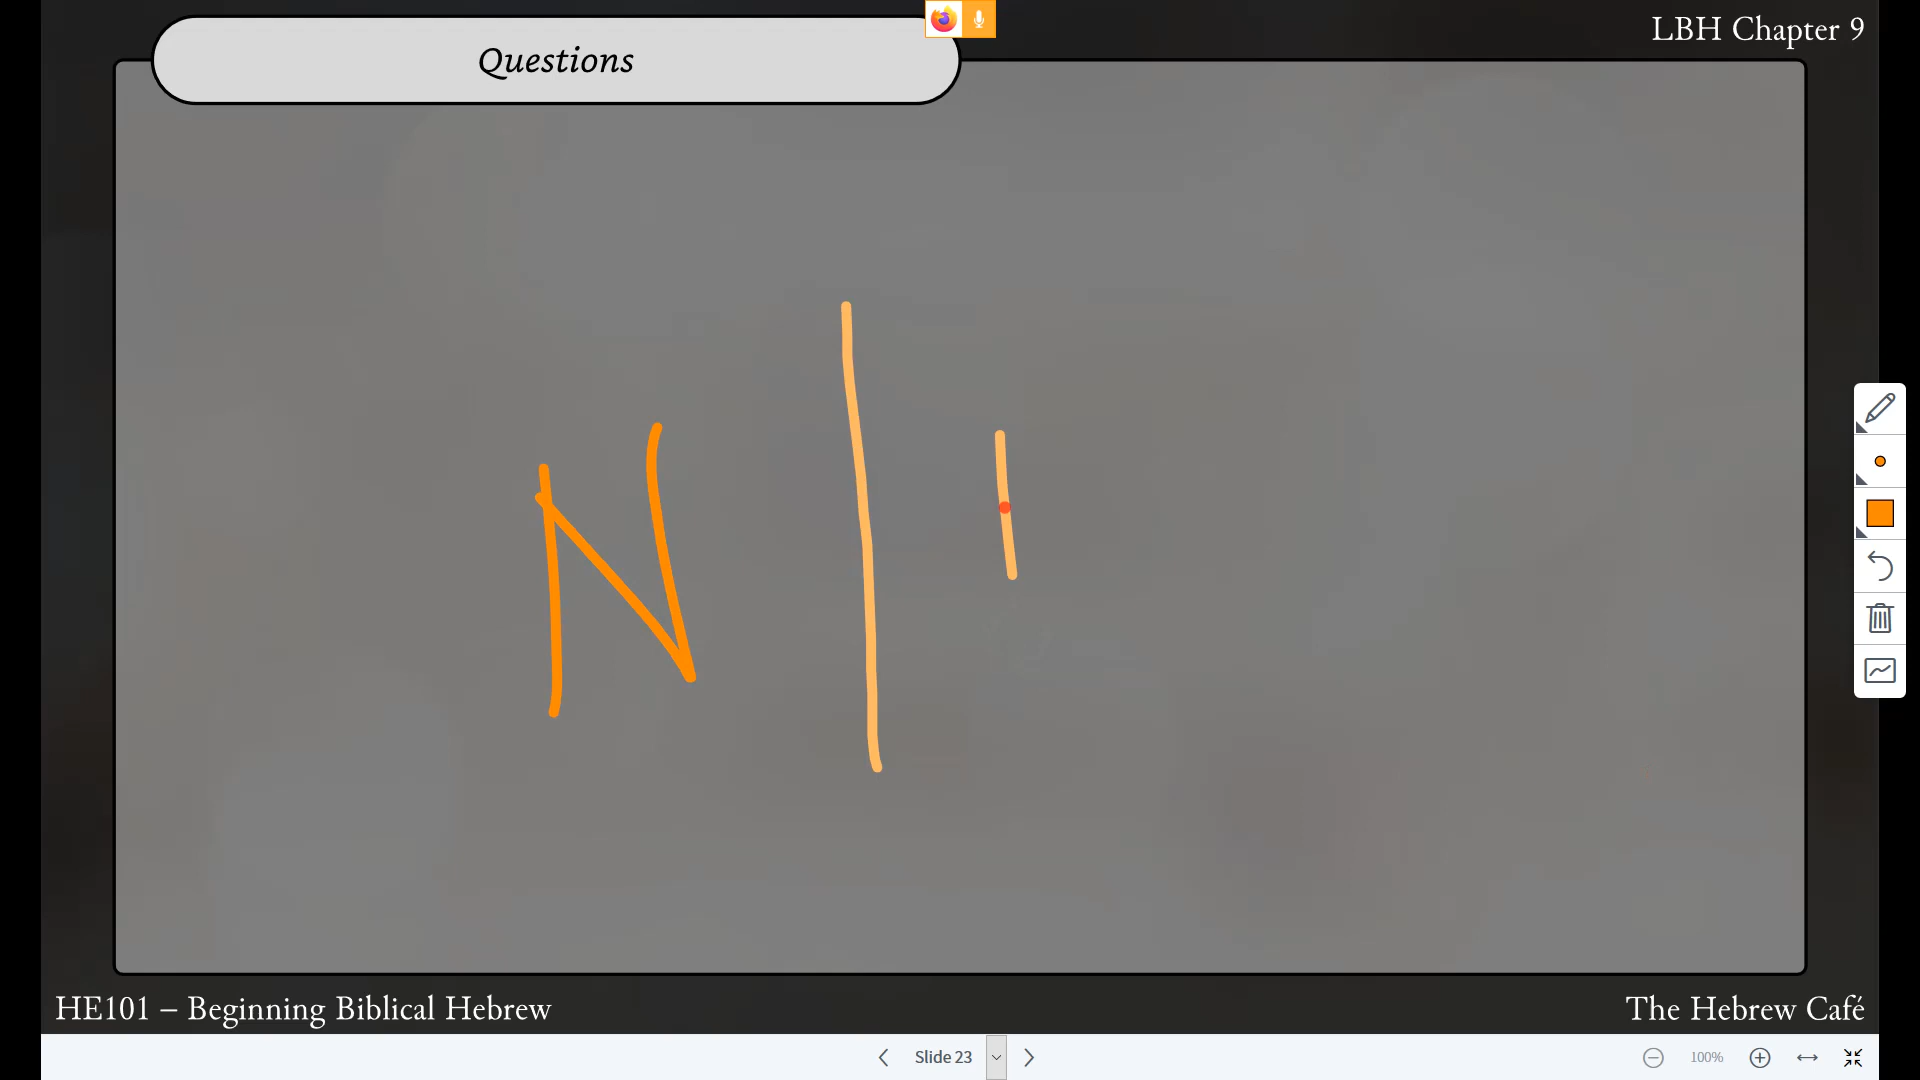 Questions
LBH Chapter 9
N
HE101 – Beginning Biblical Hebrew
The Hebrew Café
Slide 23
100%